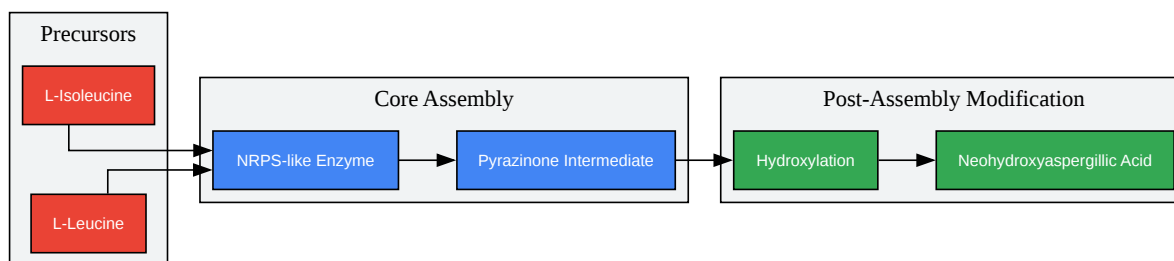 Precursors
L-Isoleucine
L-Leucine
Core Assembly
NRPS-like Enzyme
Pyrazinone Intermediate
Post-Assembly Modification
Hydroxylation
Neohydroxyaspergillic Acid